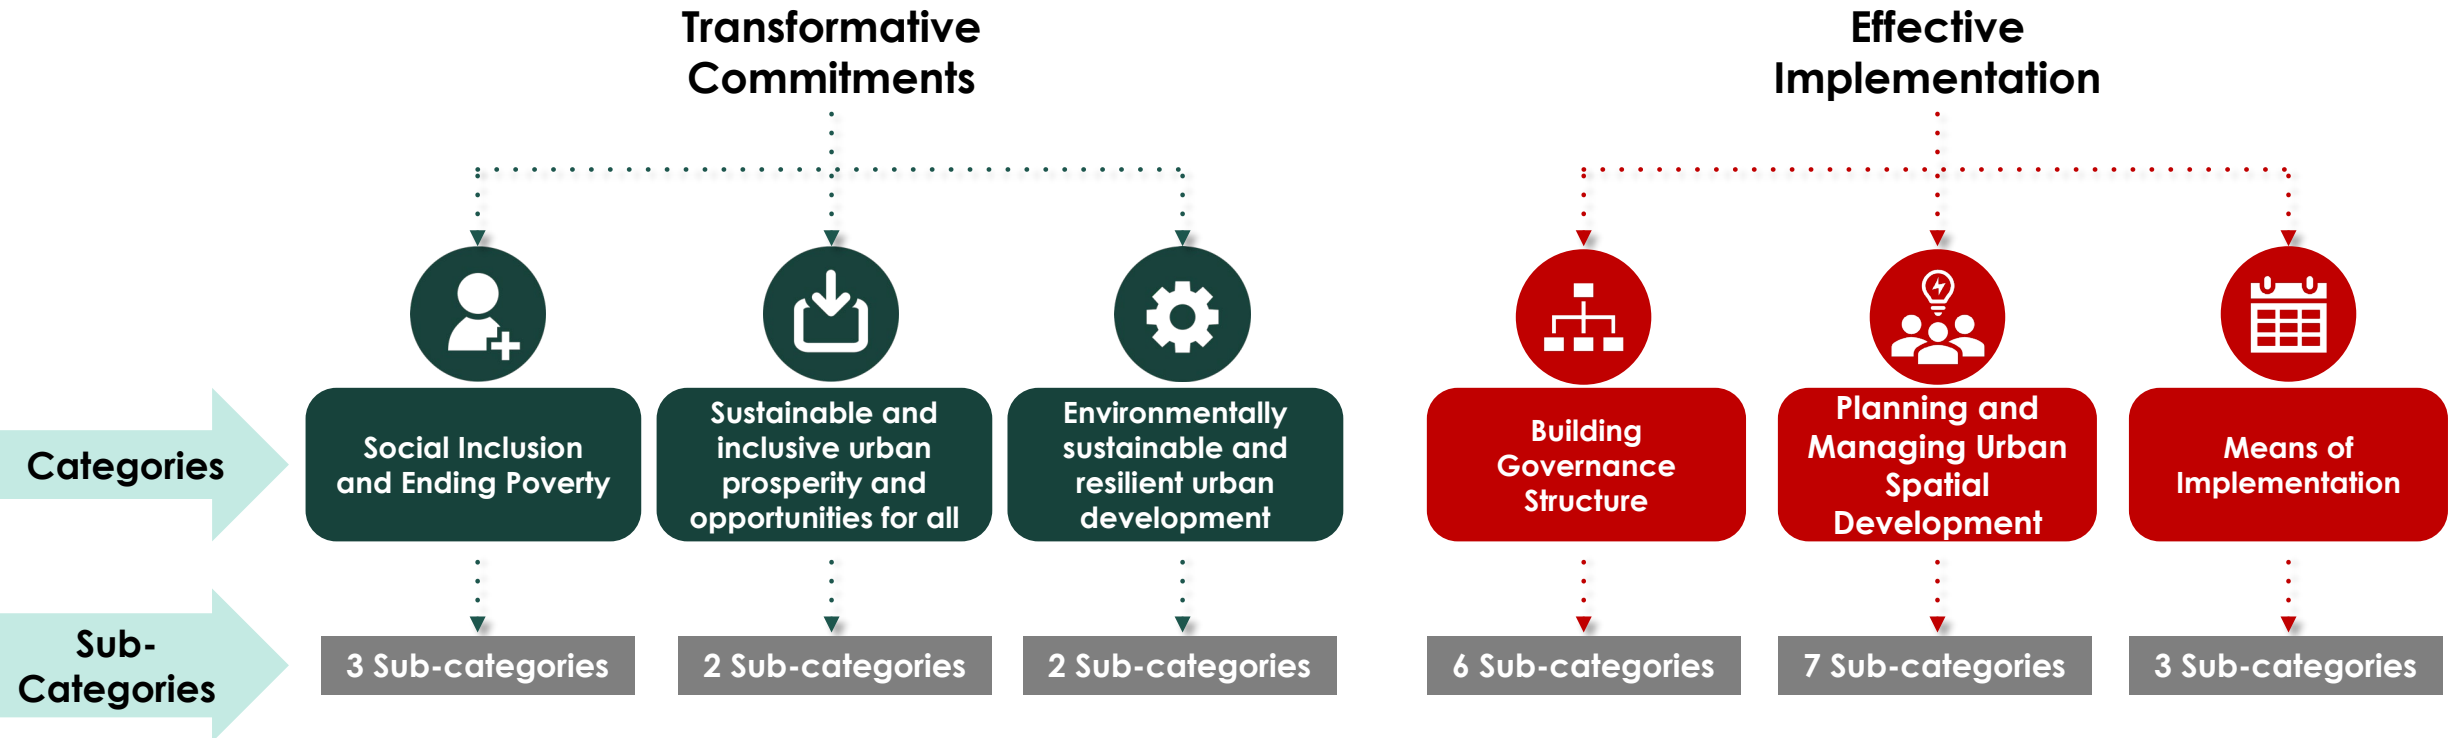 Transformative
Commitments
Effective
Implementation
Categories
Social Inclusion
and Ending Poverty
Sustainable and
inclusive urban
prosperity and
opportunities for all
Environmentally
sustainable and
resilient urban
development
Building
Governance
Structure
Planning and
Managing Urban
Spatial
Development
Means of
Implementation
Sub-
Categories
3 Sub-categories
2 Sub-categories
2 Sub-categories
6 Sub-categories
7 Sub-categories
3 Sub-categories